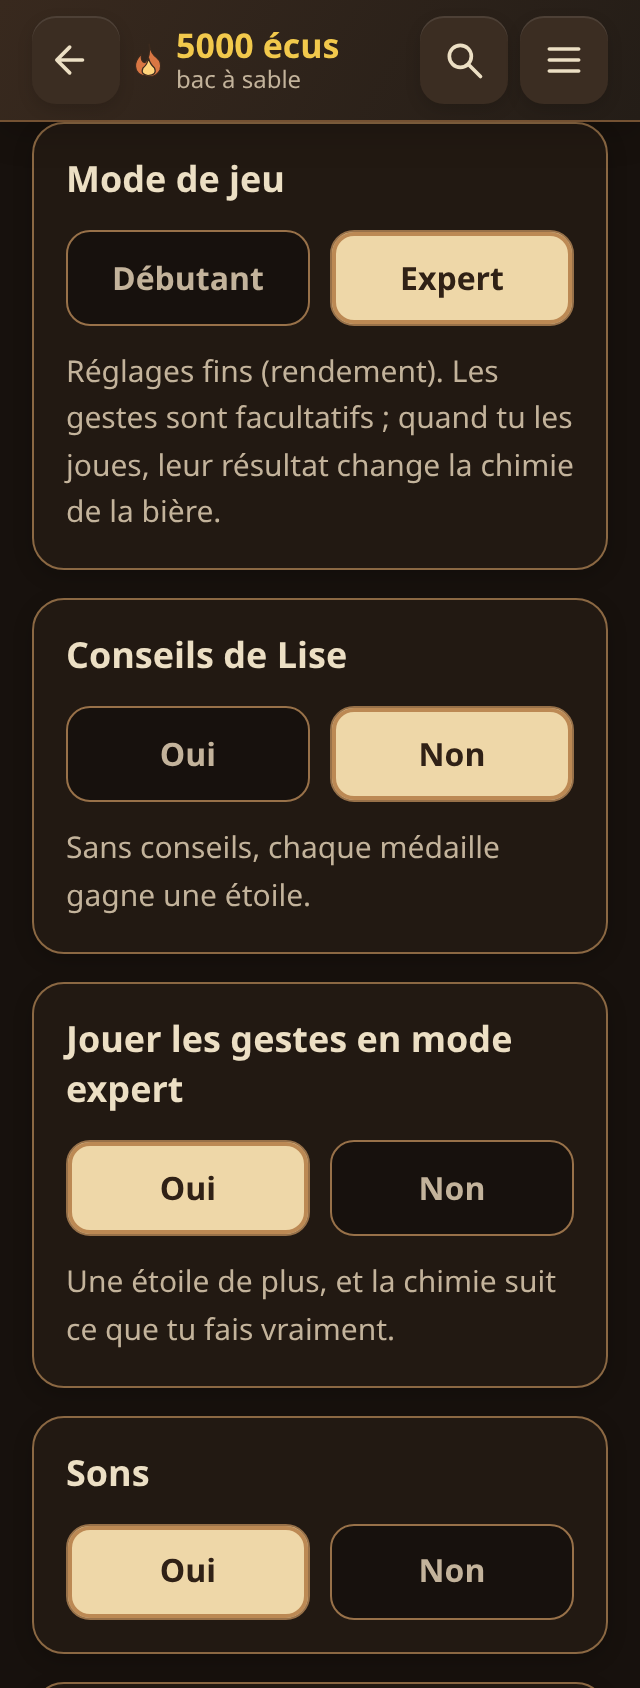 5000 écus
bac à sable
Mode de jeu
Débutant
Expert
Réglages fins (rendement). Les
gestes sont facultatifs ; quand tu les
joues, leur résultat change la chimie
de la bière.
Conseils de Lise
Oui
Non
Sans conseils, chaque médaille
gagne une étoile.
Jouer les gestes en mode
expert
Oui
Non
Une étoile de plus, et la chimie suit
ce que tu fais vraiment.
Sons
Oui
Non